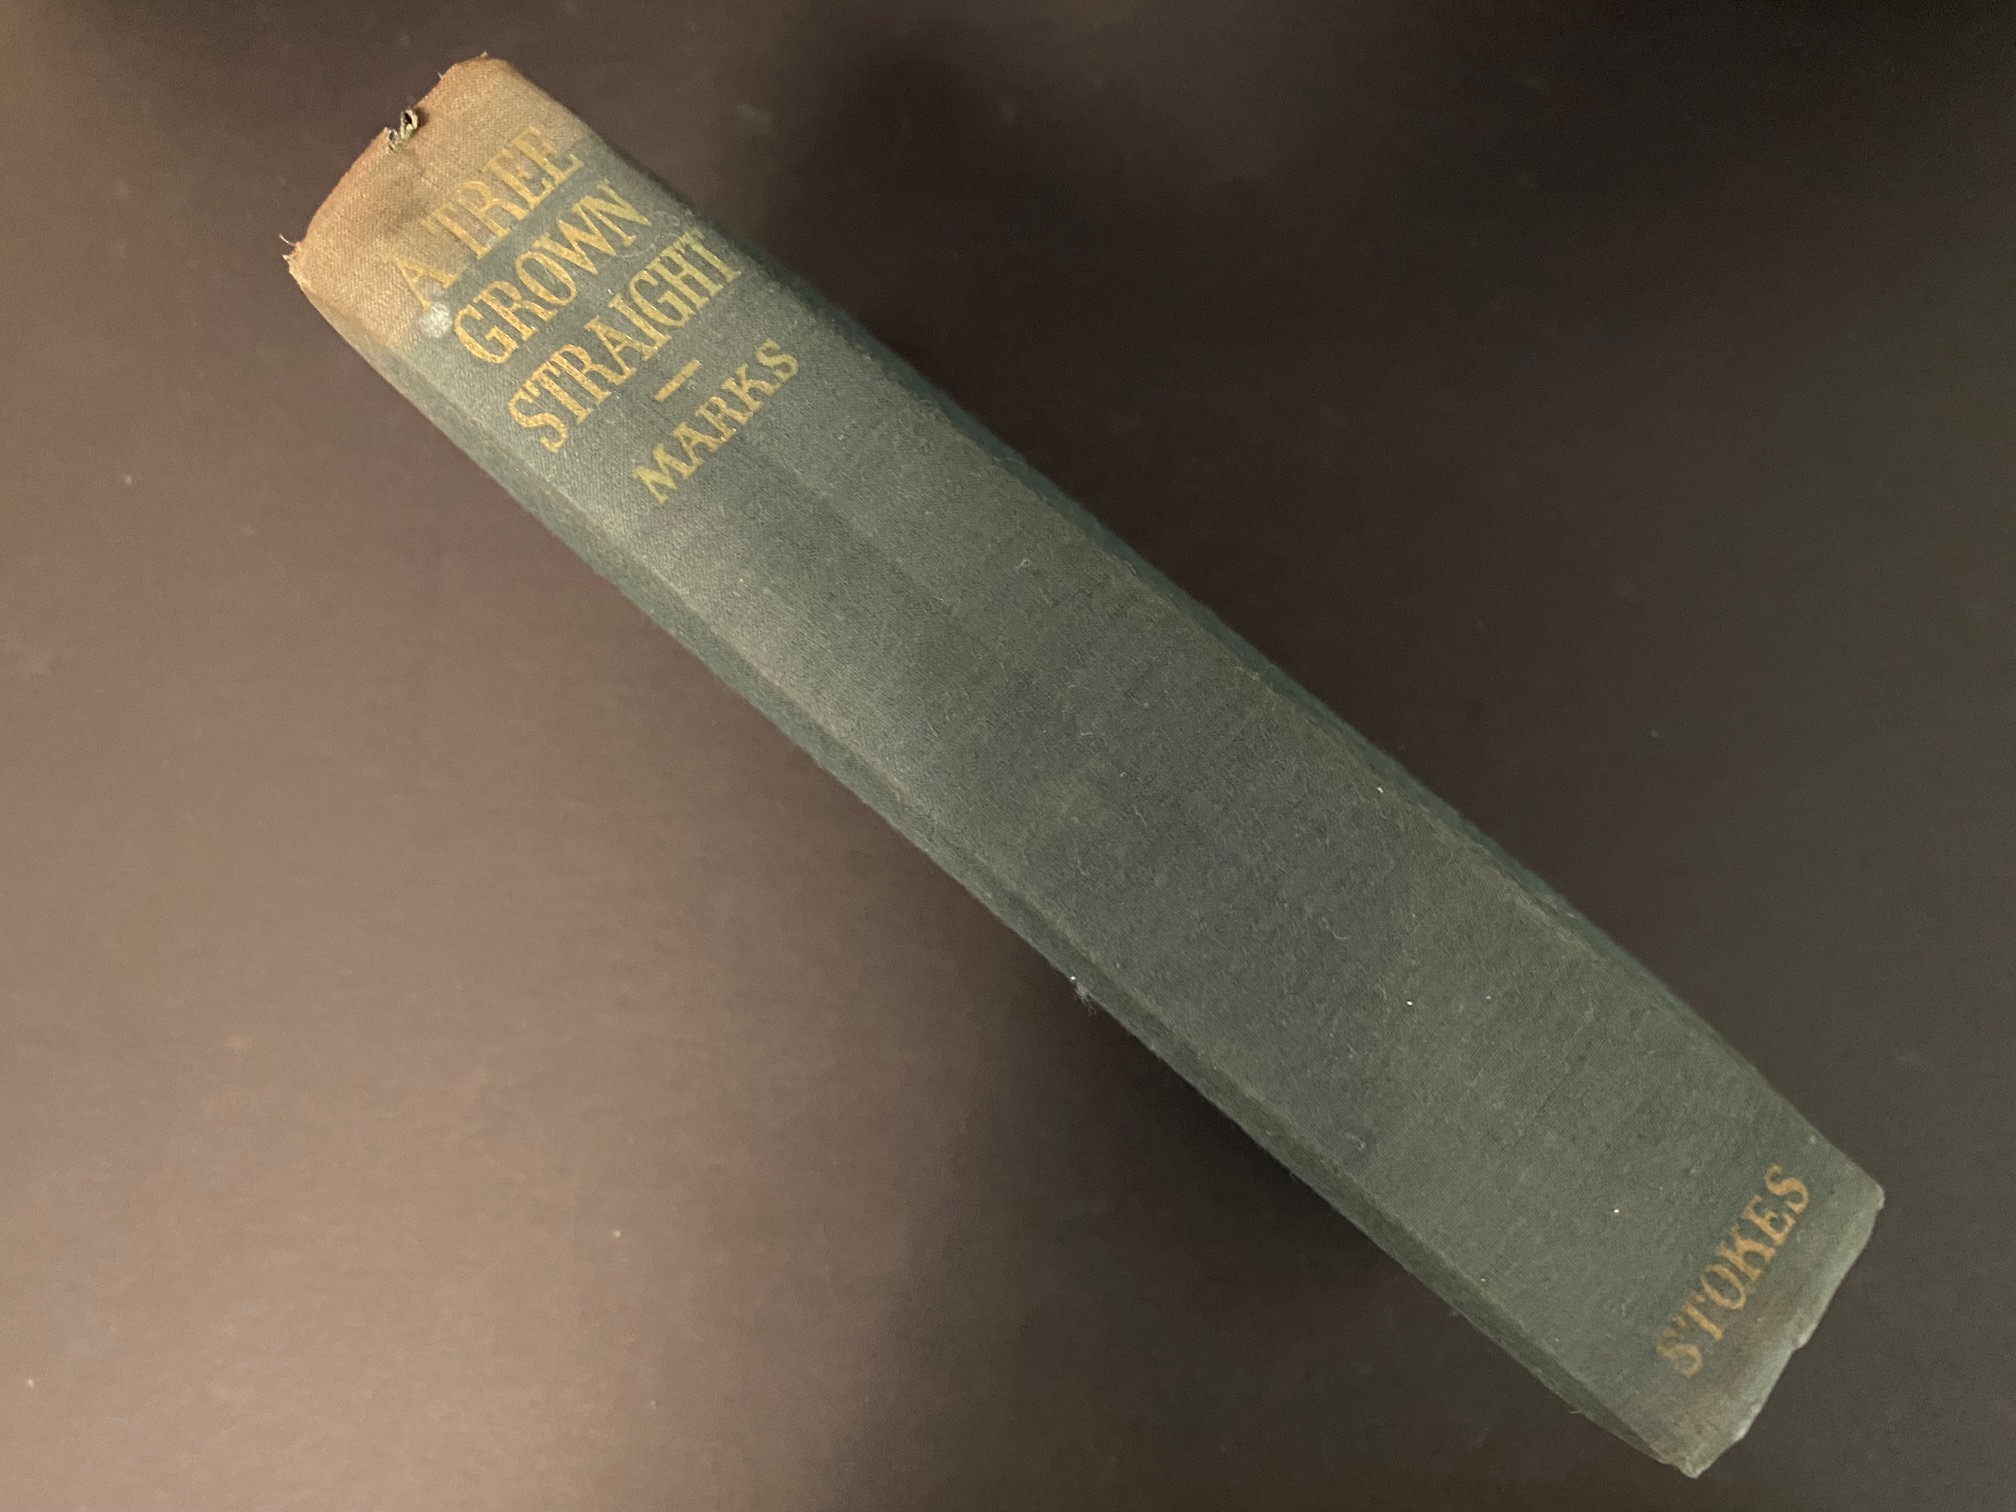 A TREE
GROWN
STRAIGHT
—
MARKS
STOKES